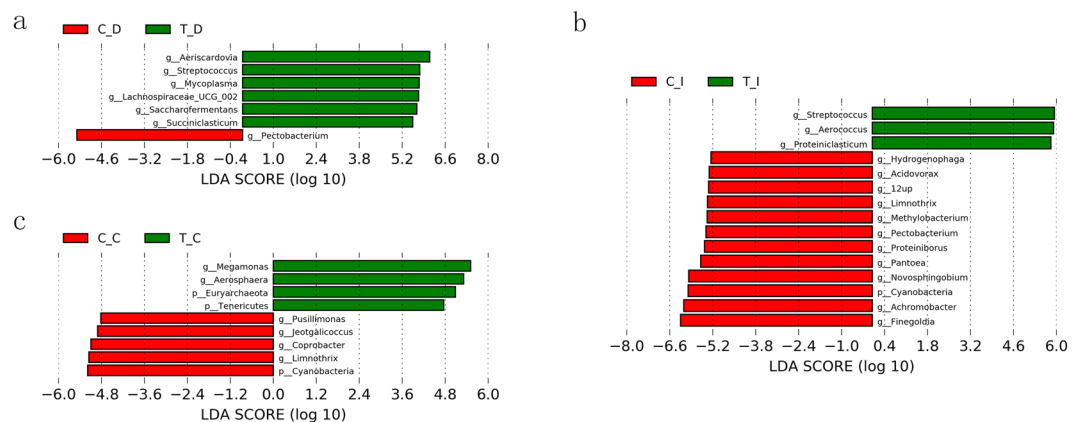 a
C_D T_D
g__Aeriscardovia
g__Streptococcus
g__Mycoplasma
g__Lachnospiraceae_UCG_002
g__Saccharofermentans
g__Succiniclasticum
g__Pectobacterium
−6.0 −4.8 −3.6 −2.8 −1.8 −0.4 1.0 2.4 3.8 5.2 5.6 6.6 8.0
LDA SCORE (log 10)
b
C_I T_I
g__Streptococcus
g__Aerococcus
g__Proteiniclasticum
g__Hydrogenophaga
g__Acidovorax
g__12up
g__Limnothrix
g__Methylobacterium
g__Pectobacterium
g__Proteiniborus
g__Pantoea
g__Novosphingobium
p__Cyanobacteria
g__Achromobacter
g__Finegoldia
−8.0 −6.6 −5.2 −3.8 −2.4 −1.0 0.4 1.8 3.2 4.6 6.0
LDA SCORE (log 10)
c
C_C T_C
g__Megamonas
g__Aerosphaera
p__Euryarchaeota
p__Tenericutes
g__Pusillimonas
g__Jeotgalicoccus
g__Coprobacter
g__Limnothrix
p__Cyanobacteria
−6.0 −4.8 −3.6 −2.4 −1.2 0.0 1.2 2.4 3.6 4.8 6.0
LDA SCORE (log 10)